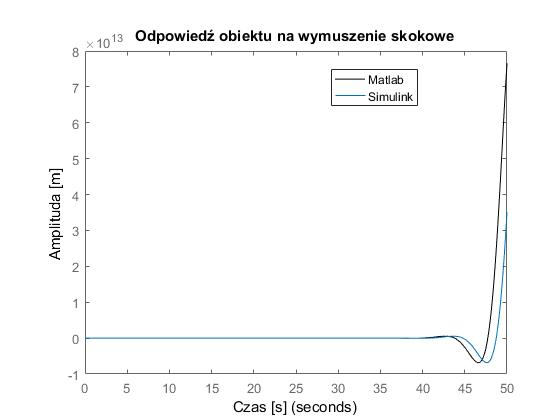 Odpowiedź obiektu na wymuszenie skokowe
×10^13
8
7
6
5
4
3
2
1
0
-1
Amplituda [m]
Matlab
Simulink
0 5 10 15 20 25 30 35 40 45 50
Czas [s] (seconds)